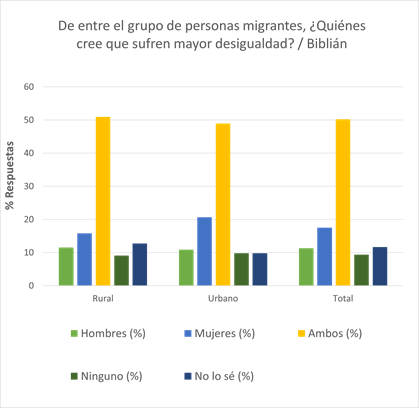 De entre el grupo de personas migrantes, ¿Quiénes
cree que sufren mayor desigualdad? / Biblián
% Respuestas
60
50
40
30
20
10
0
Rural Urbano Total
Hombres (%) Mujeres (%) Ambos (%)
Ninguno (%) No lo sé (%)